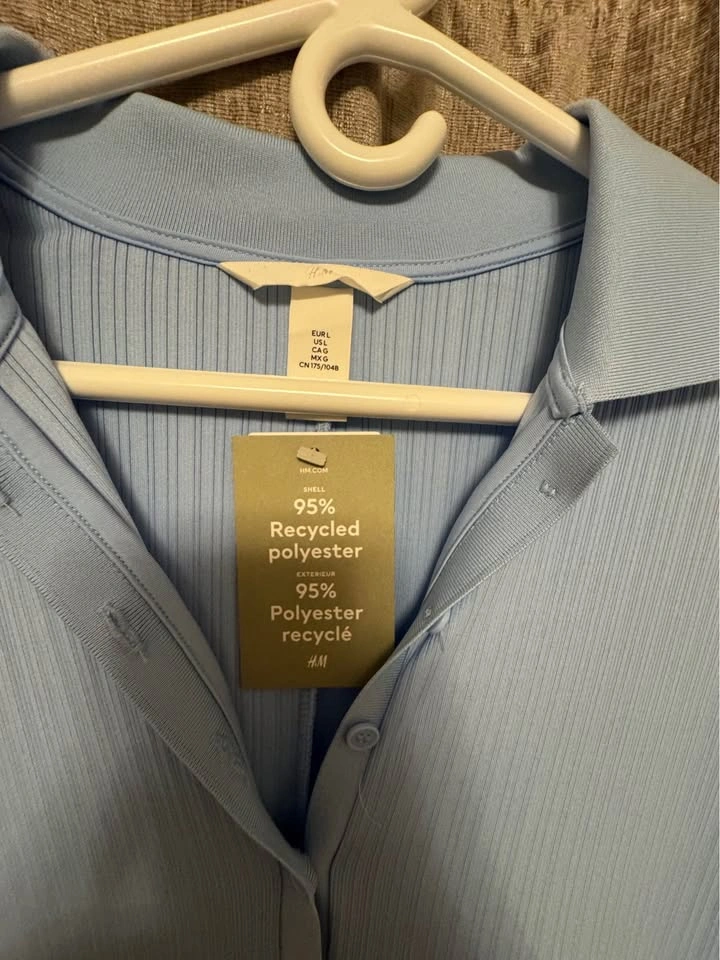 H&M
EUR L
US L
CA G
MX G
CN 175/104B
HM.COM
SHELL
95%
Recycled
polyester
EXTERIEUR
95%
Polyester
recyclé
H&M